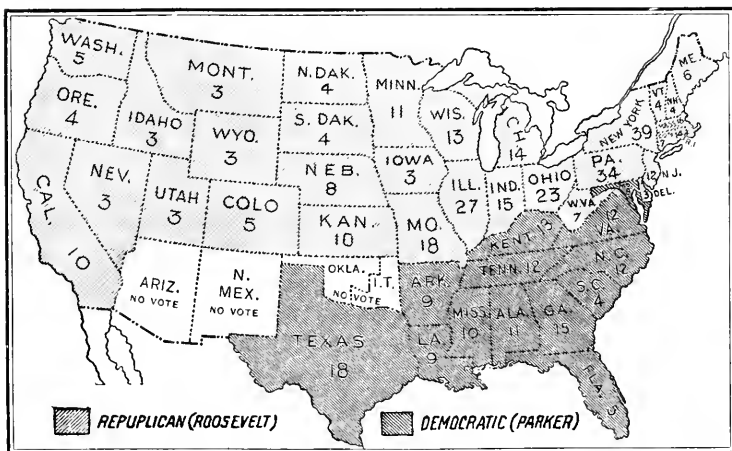 WASH.
5
ORE.
4
CAL.
10
NEV.
3
IDAHO
3
MONT.
3
WYO.
3
UTAH
3
COLO
5
ARIZ.
NO VOTE
N.
MEX.
NO VOTE
N.DAK.
4
S. DAK.
4
NEB.
8
KAN.
10
OKLA.
I.T.
NO VOTE
TEXAS
18
MINN.
11
IOWA
3
MO.
18
ARK.
9
LA.
9
WIS.
13
ILL.
27
MICH
14
IND.
15
OHIO
23
KENT. 13
TENN. 12
MISS.
10
ALA.
11
GA.
15
FLA. 5
S.C.
4
N.C.
12
12
VA.
W.VA
7
PA.
34
NEW YORK
39
VT.
4
N.H.
4
ME.
6
R.I.
12 N.J.
3 DEL.
REPUPLICAN (ROOSEVELT)
DEMOCRATIC (PARKER)